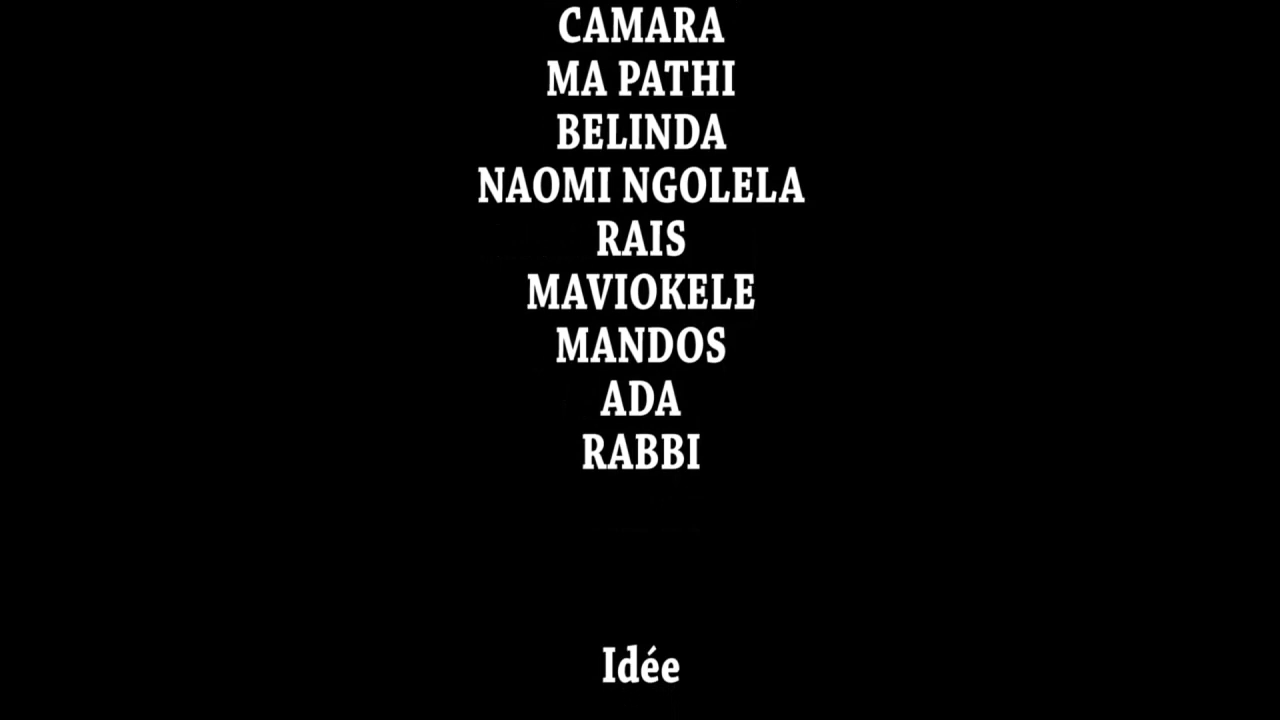 CAMARA
MA PATHI
BELINDA
NAOMI NGOLELA
RAIS
MAVIOKELE
MANDOS
ADA
RABBI
Idée